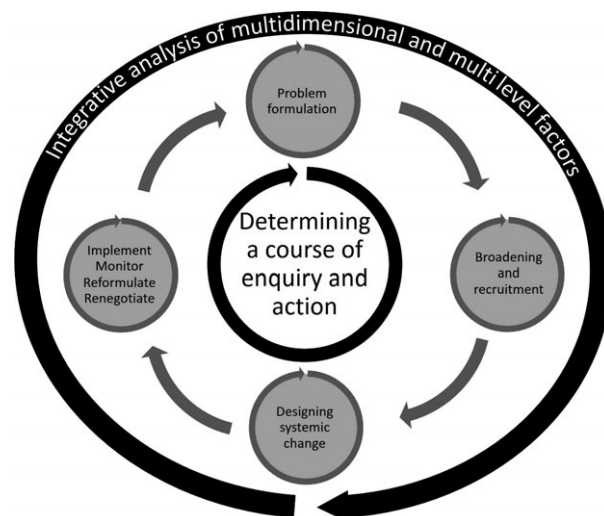 Integrative analysis of multidimensional and multi level factors
Problem
formulation
Broadening
and
recruitment
Designing
systemic
change
Implement
Monitor
Reformulate
Renegotiate
Determining
a course of
enquiry and
action